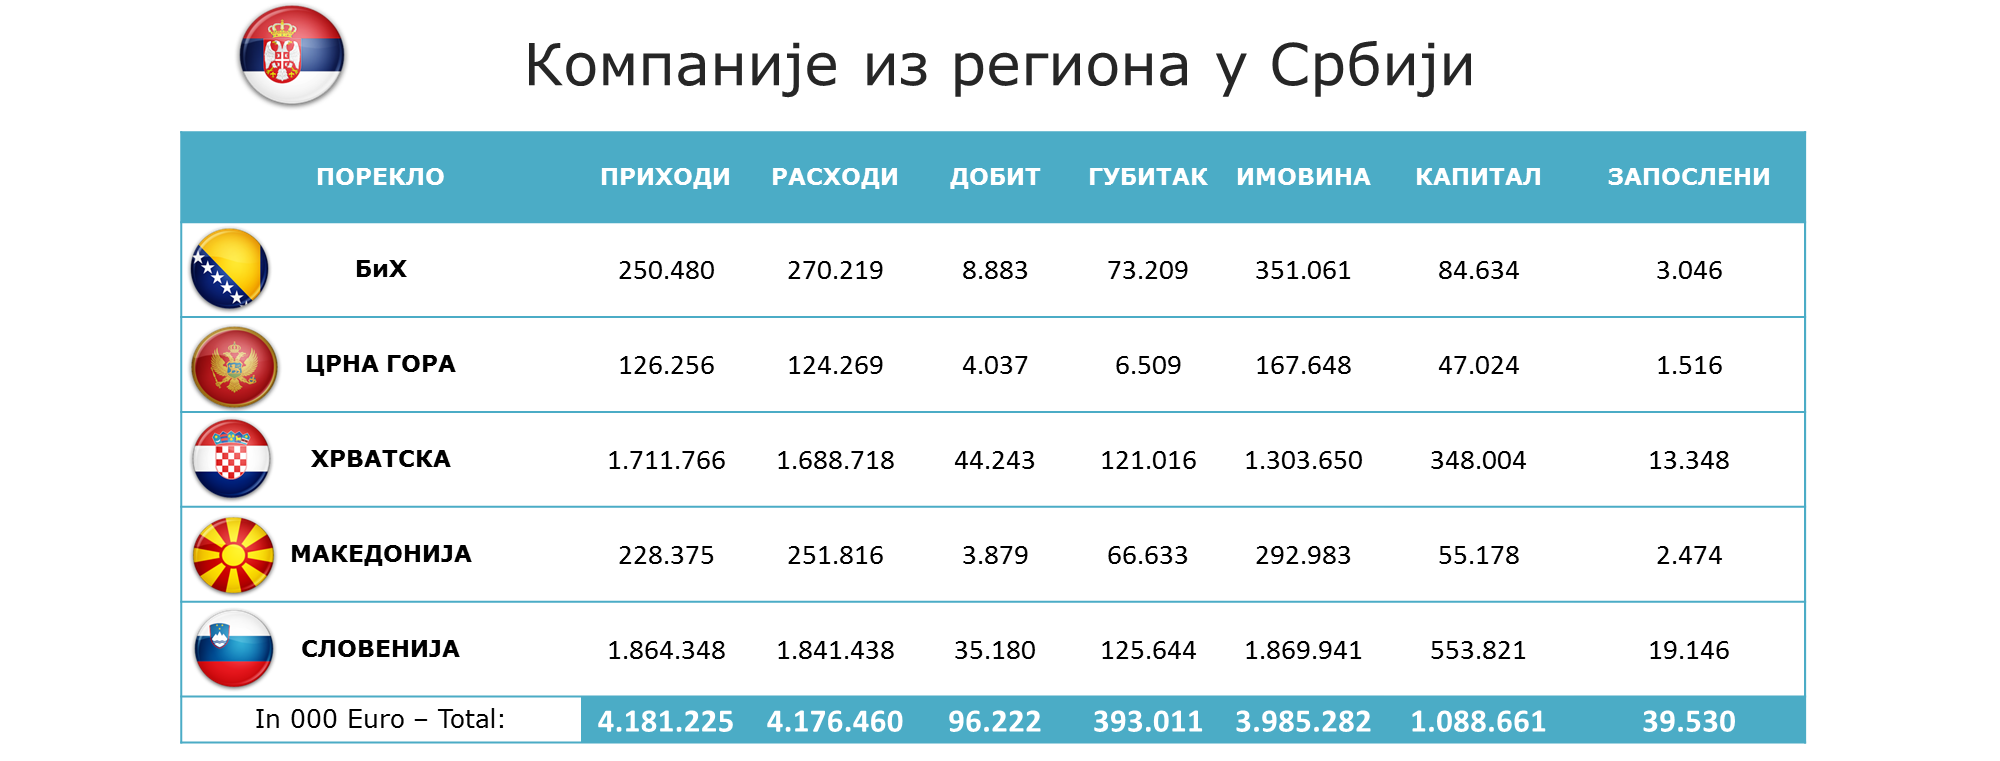 Компаније из региона у Србији
ПОРЕКЛО ПРИХОДИ РАСХОДИ ДОБИТ ГУБИТАК ИМОВИНА КАПИТАЛ ЗАПОСЛЕНИ
БиХ 250.480 270.219 8.883 73.209 351.061 84.634 3.046
ЦРНА ГОРА 126.256 124.269 4.037 6.509 167.648 47.024 1.516
ХРВАТСКА 1.711.766 1.688.718 44.243 121.016 1.303.650 348.004 13.348
МАКЕДОНИЈА 228.375 251.816 3.879 66.633 292.983 55.178 2.474
СЛОВЕНИЈА 1.864.348 1.841.438 35.180 125.644 1.869.941 553.821 19.146
In 000 Euro – Total: 4.181.225 4.176.460 96.222 393.011 3.985.282 1.088.661 39.530